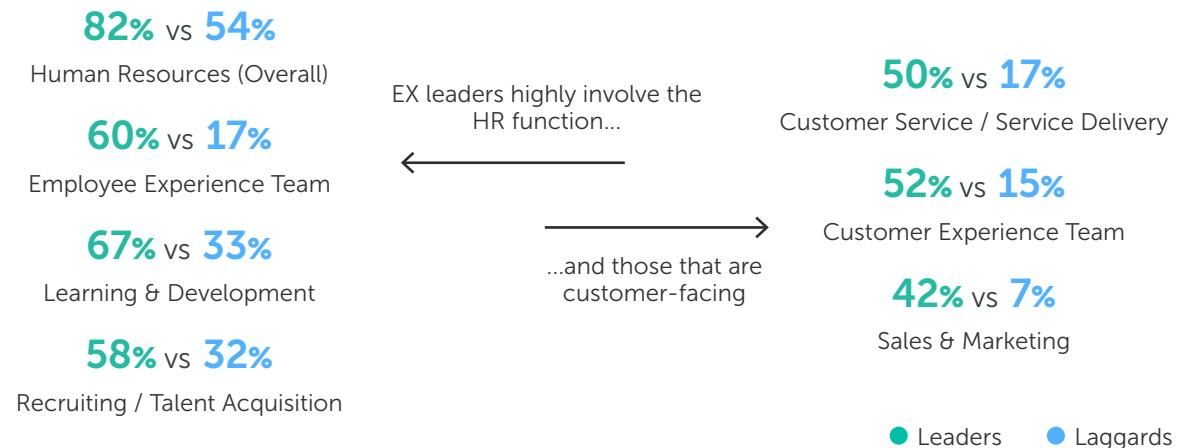 82% vs 54%
Human Resources (Overall)
60% vs 17%
Employee Experience Team
67% vs 33%
Learning & Development
58% vs 32%
Recruiting / Talent Acquisition
EX leaders highly involve the
HR function...
...and those that are
customer-facing
50% vs 17%
Customer Service / Service Delivery
52% vs 15%
Customer Experience Team
42% vs 7%
Sales & Marketing
Leaders
Laggards